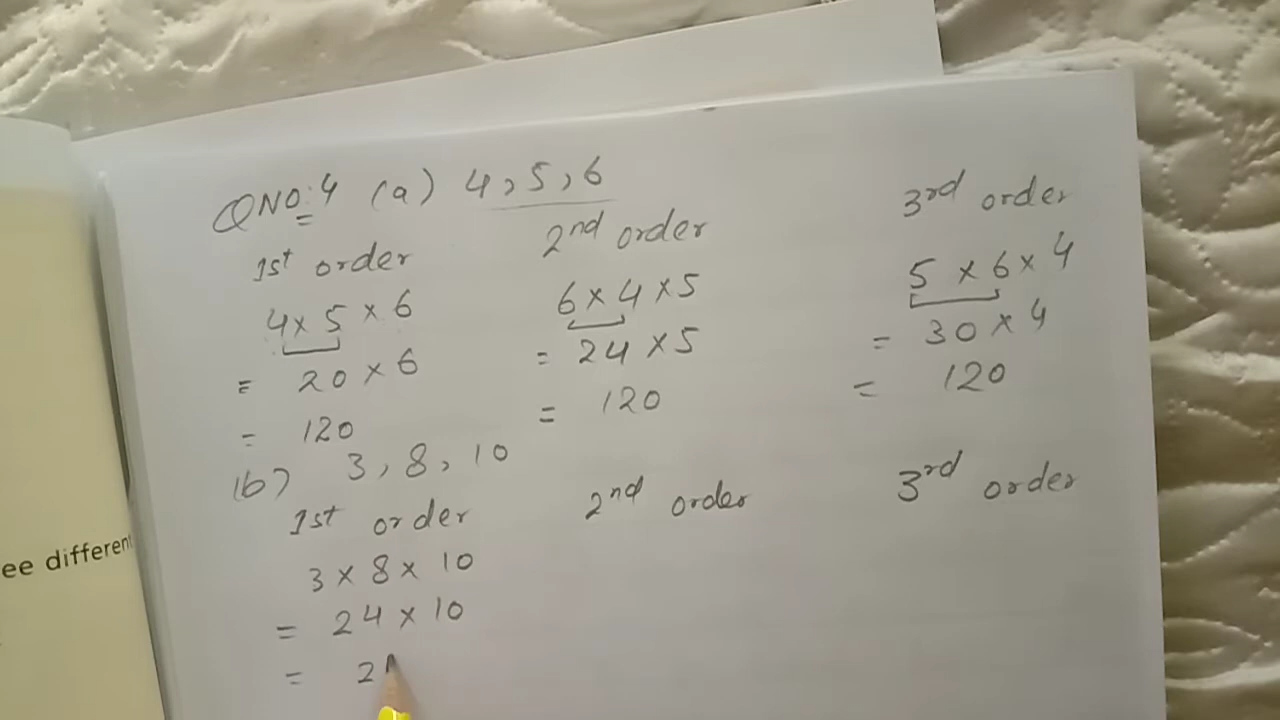 QNO:4 (a) 4, 5, 6
1st order 2nd order 3rd order
4 x 5 x 6 6 x 4 x 5 5 x 6 x 4
= 20 x 6 = 24 x 5 = 30 x 4
= 120 = 120 = 120
(b) 3, 8, 10
1st order 2nd order 3rd order
3 x 8 x 10
= 24 x 10
= 2
ee different